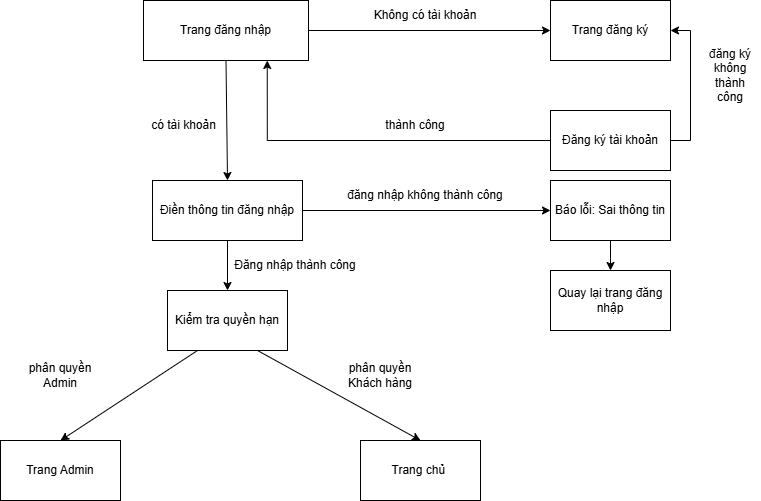 Không có tài khoản
Trang đăng nhập
Trang đăng ký
đăng ký
không
thành
công
có tài khoản
thành công
Đăng ký tài khoản
Điền thông tin đăng nhập
đăng nhập không thành công
Báo lỗi: Sai thông tin
Đăng nhập thành công
Quay lại trang đăng
nhập
Kiểm tra quyền hạn
phân quyền
Admin
phân quyền
Khách hàng
Trang Admin
Trang chủ